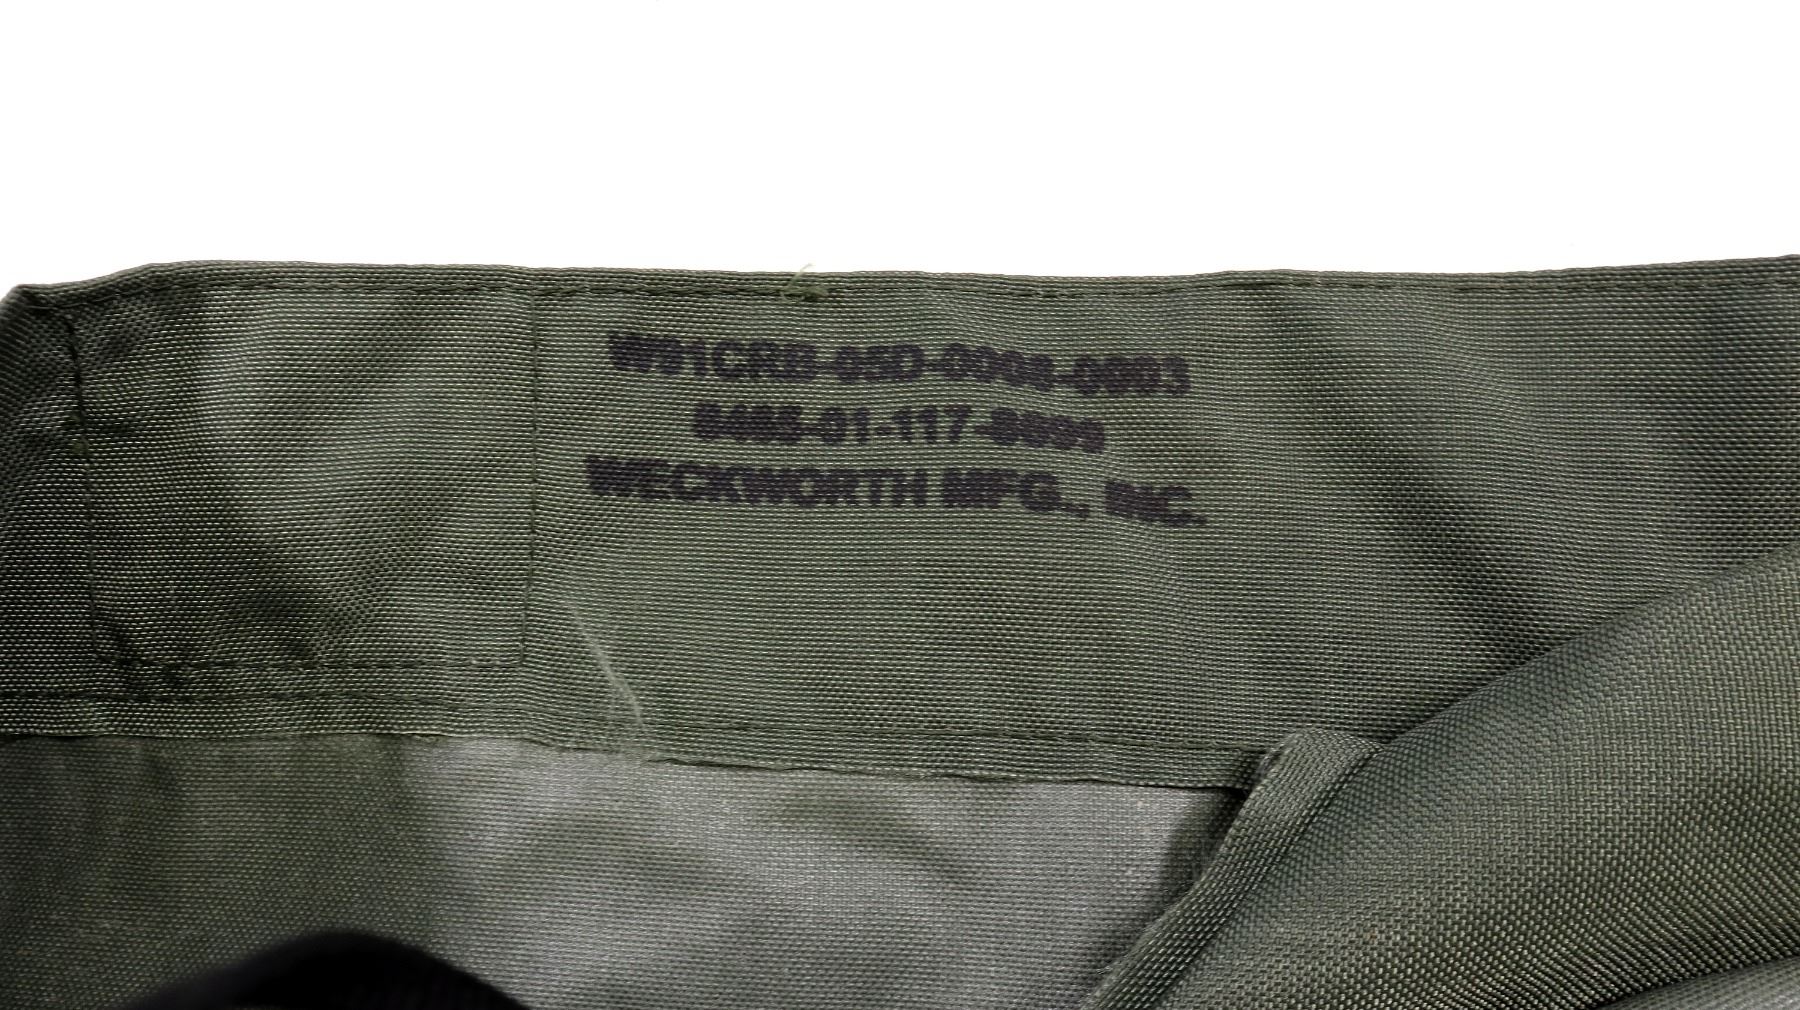 W91CRB-05D-0008-0003
8465-01-117-8699
WECKWORTH MFG., INC.